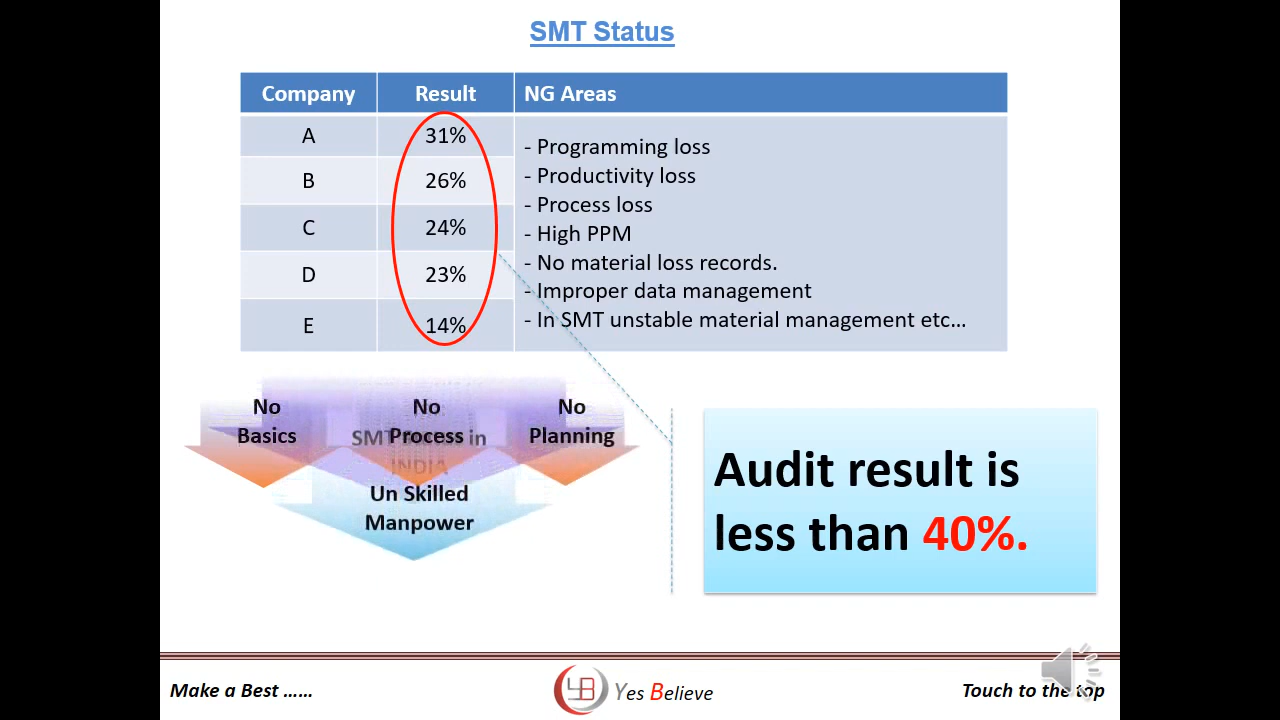 SMT Status
Company Result NG Areas
A 31%
B 26%
C 24%
D 23%
E 14%
- Programming loss
- Productivity loss
- Process loss
- High PPM
- No material loss records.
- Improper data management
- In SMT unstable material management etc...
No
Basics
No
Process
No
Planning
SMT in
INDIA
Un Skilled
Manpower
Audit result is
less than 40%.
Make a Best ......
YB
Yes Believe
Touch to the top